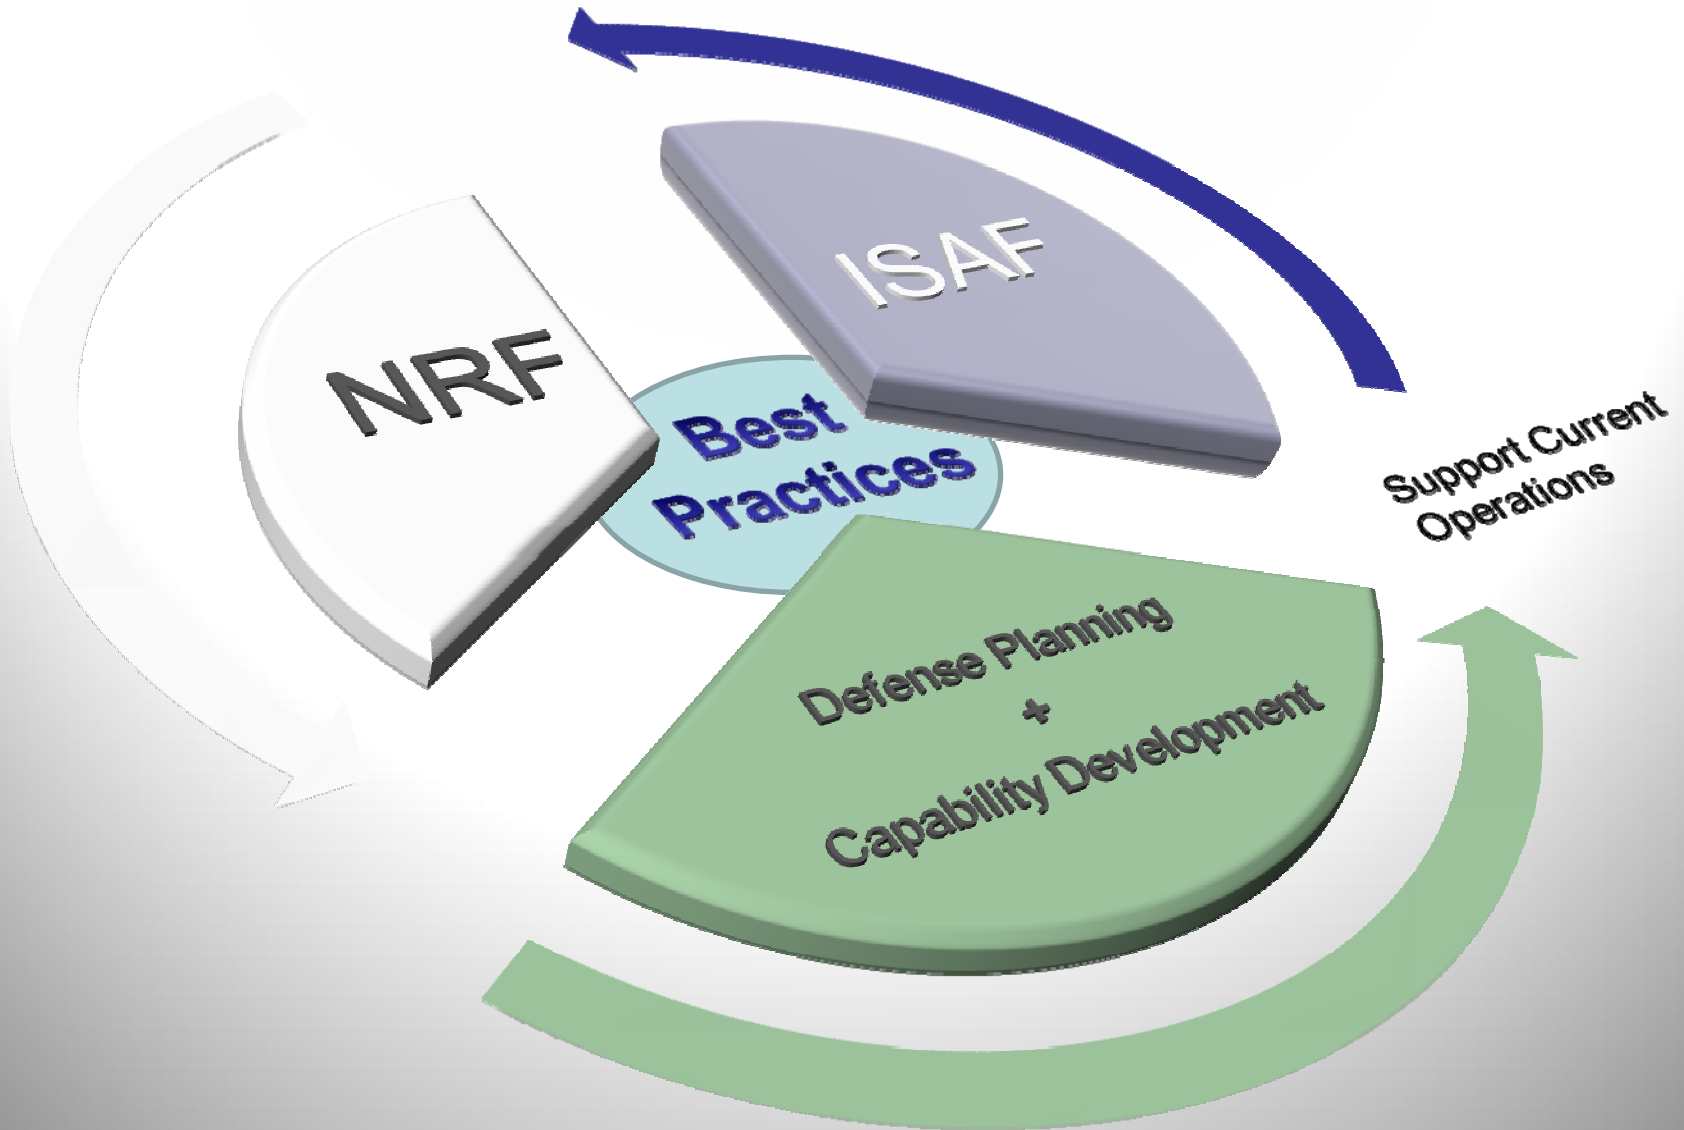 ISAF
NRF
Best
Practices
Support Current
Operations
Defense Planning
+
Capability Development